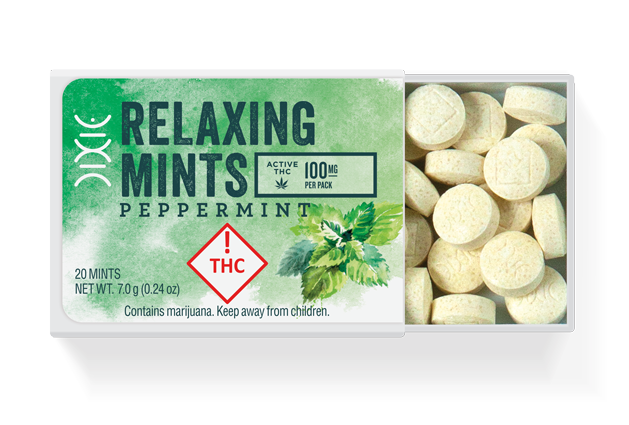 DIXIE
RELAXING
MINTS
ACTIVE
THC
100MG
PER PACK
PEPPERMINT
!
THC
20 MINTS
NET WT. 7.0 g (0.24 oz)
Contains marijuana. Keep away from children.